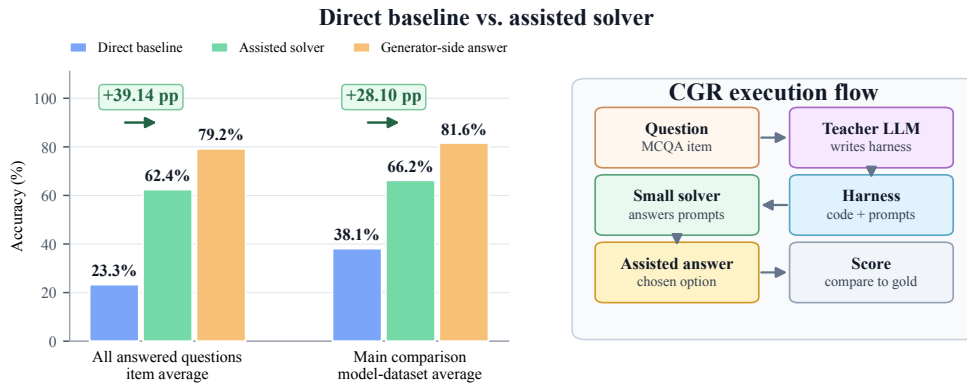 Direct baseline vs. assisted solver
Direct baseline
Assisted solver
Generator-side answer
Accuracy (%)
100
80
60
40
20
0
+39.14 pp
23.3%
62.4%
79.2%
All answered questions
item average
+28.10 pp
38.1%
66.2%
81.6%
Main comparison
model-dataset average
CGR execution flow
Question
MCQA item
Teacher LLM
writes harness
Small solver
answers prompts
Harness
code + prompts
Assisted answer
chosen option
Score
compare to gold